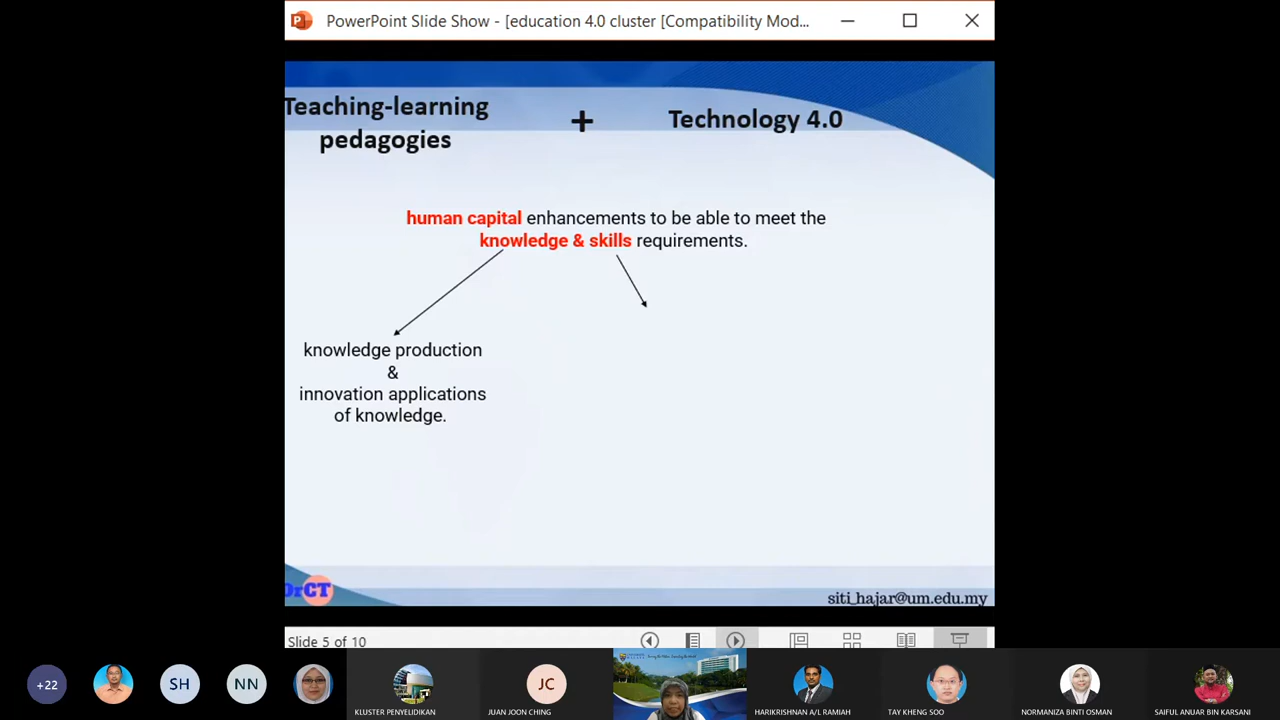 PowerPoint Slide Show - [education 4.0 cluster [Compatibility Mod...
Teaching-learning
pedagogies
+
Technology 4.0
human capital enhancements to be able to meet the
knowledge & skills requirements.
knowledge production
&
innovation applications
of knowledge.
DrCT
siti_hajar@um.edu.my
Slide 5 of 10
+22
SH
NN
KLUSTER PENYELIDIKAN
JC
JUAN JOON CHING
HARIKRISHNAN A/L RAMIAH
TAY KHENG SOO
NORMANIZA BINTI OSMAN
SAIFUL ANUAR BIN KARSANI